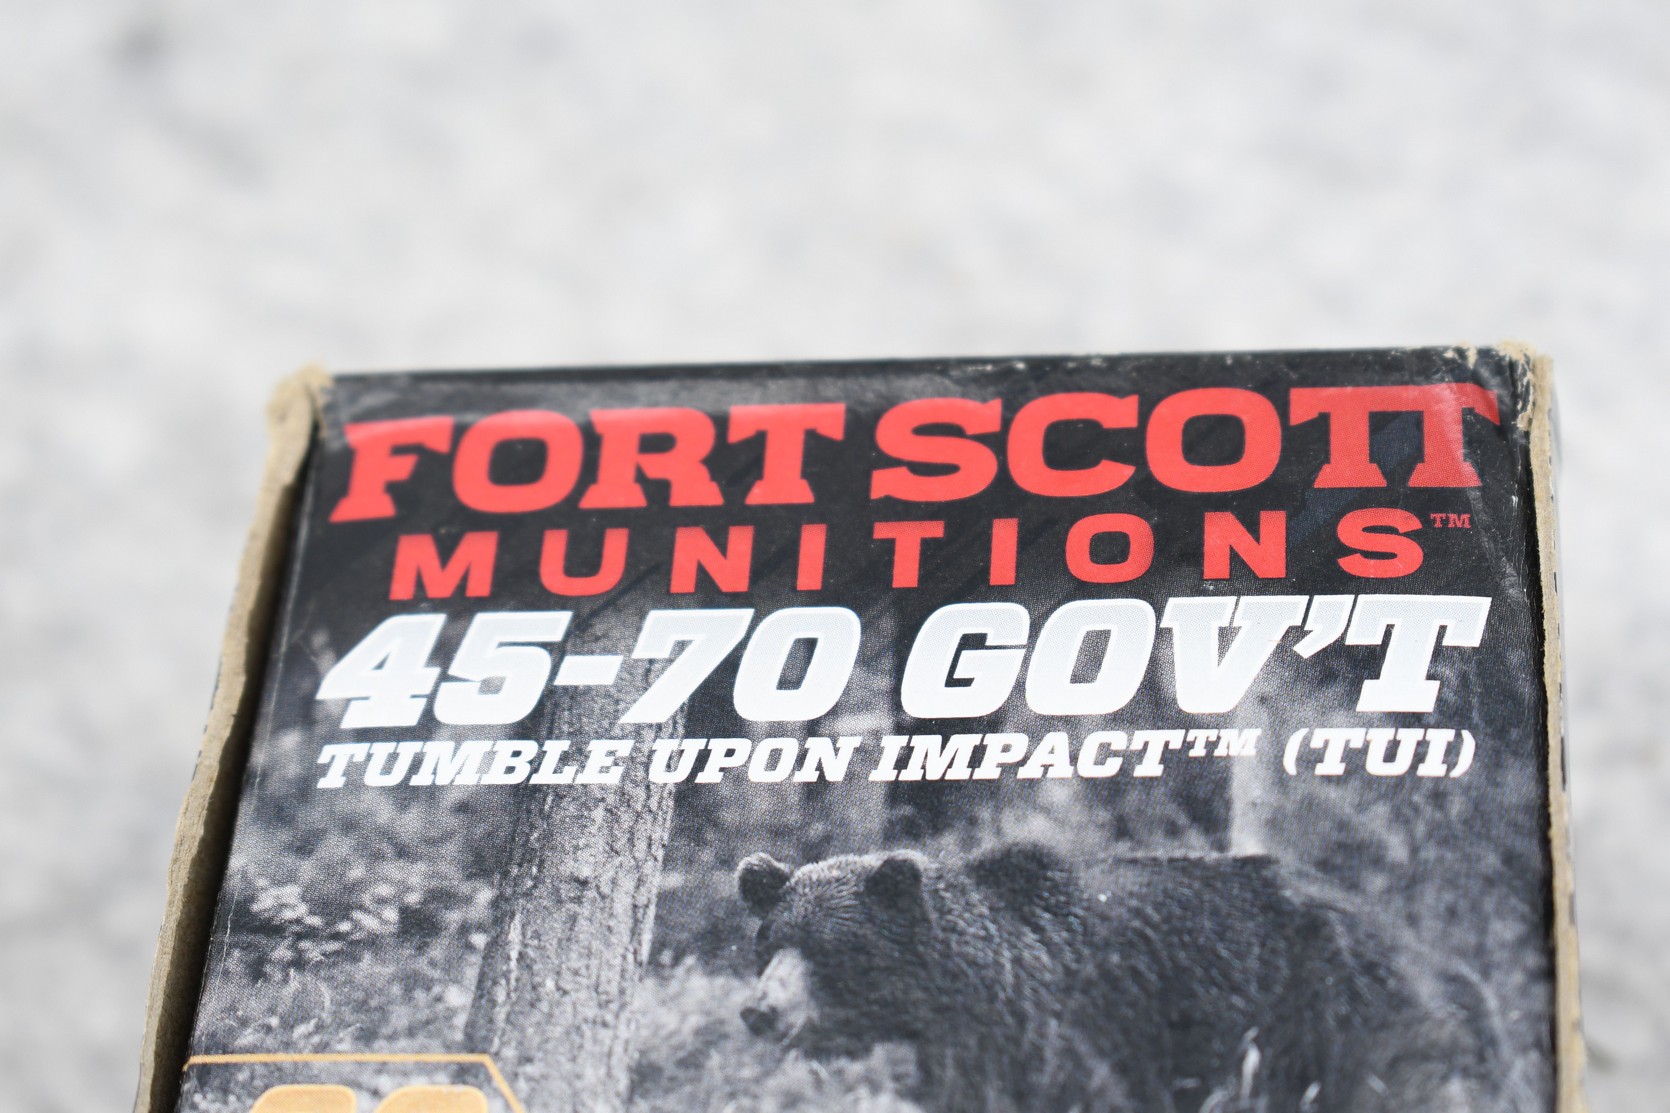 FORT SCOTT
MUNITIONS™
45-70 GOV'T
TUMBLE UPON IMPACT™ (TUI)